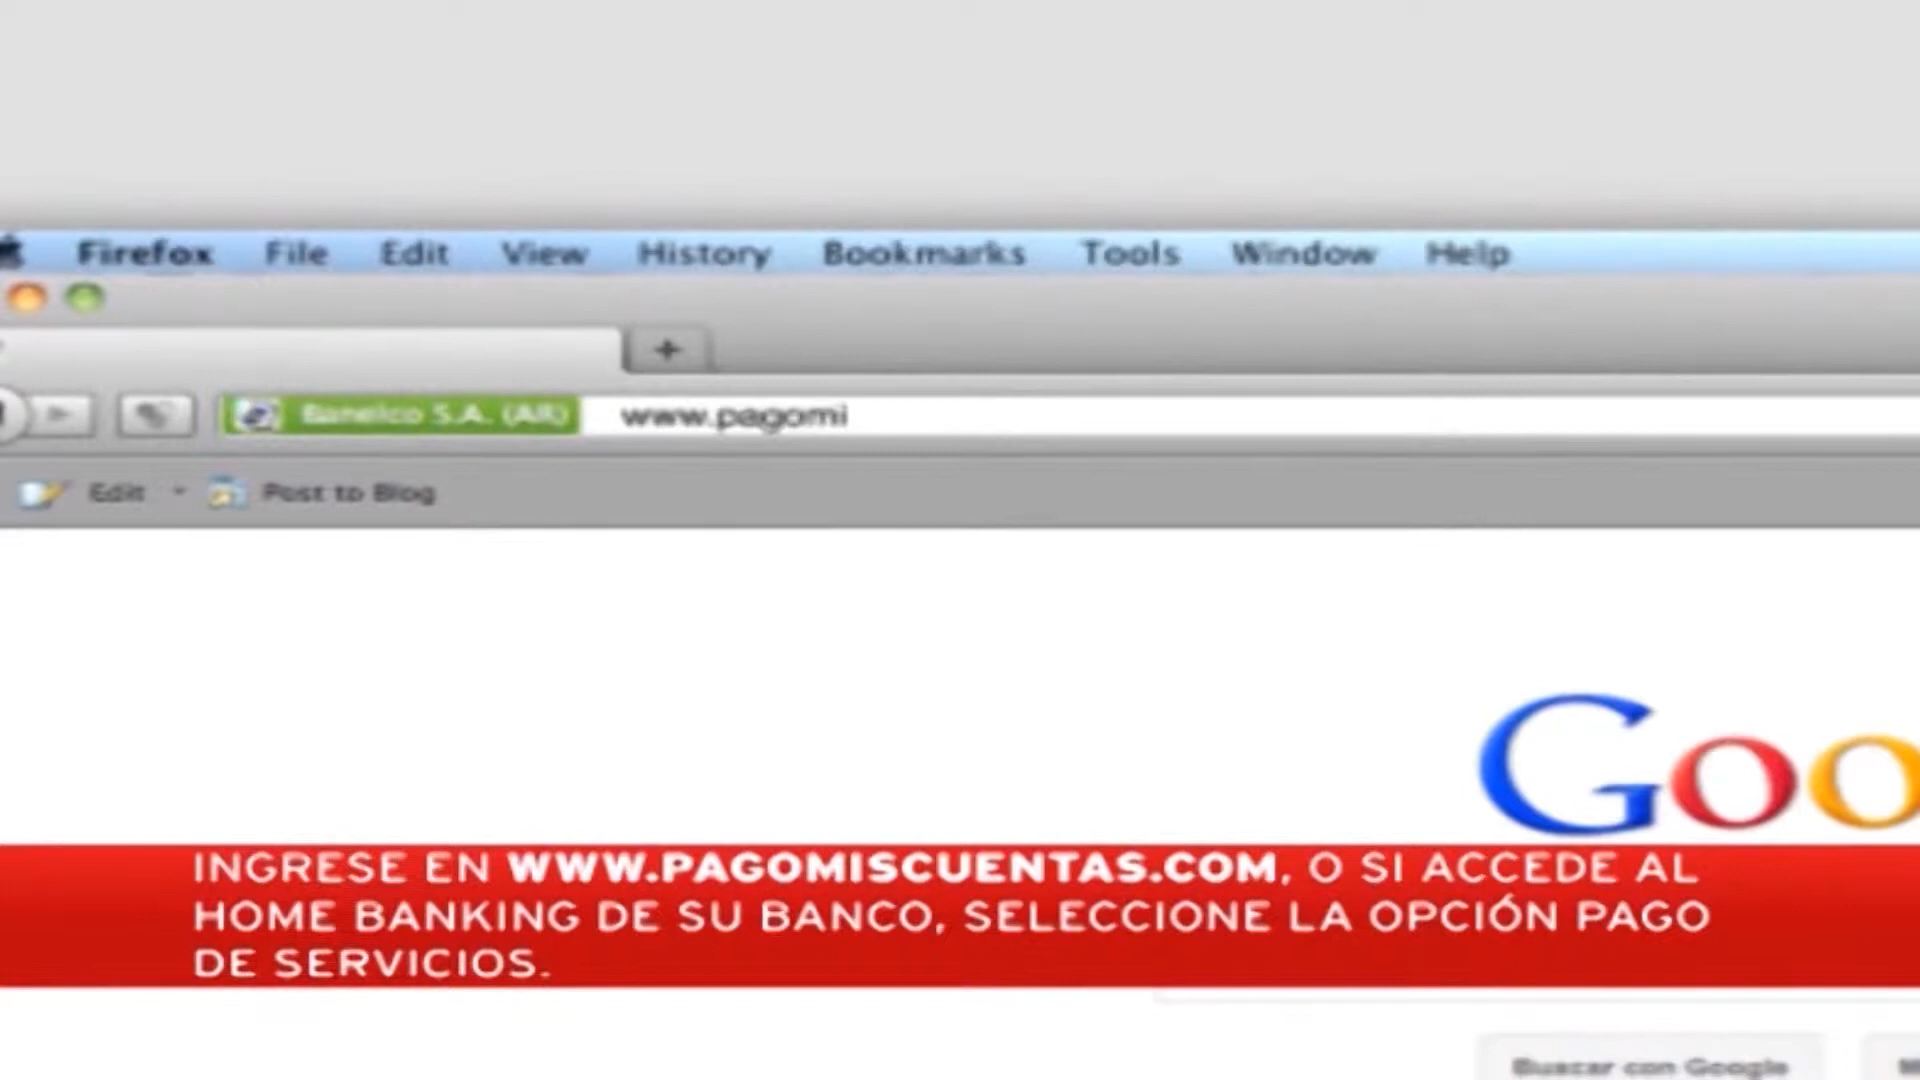 Firefox File Edit View History Bookmarks Tools Window Help
+
Banelco S.A. (AR) www.pagomi
Edit Post to Blog
Goo
INGRESE EN WWW.PAGOMISCUENTAS.COM, O SI ACCEDE AL
HOME BANKING DE SU BANCO, SELECCIONE LA OPCIÓN PAGO
DE SERVICIOS.
Buscar con Google